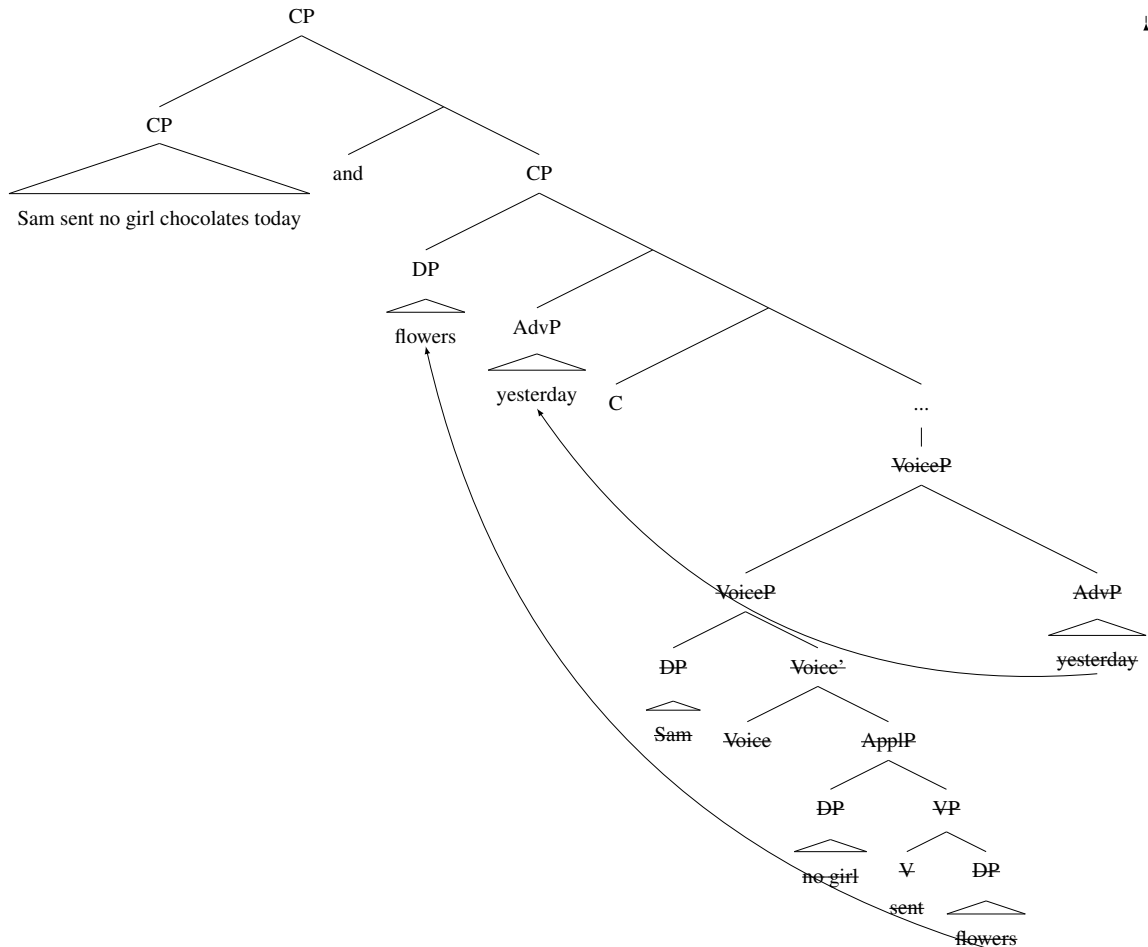 CP
CP
and
CP
Sam sent no girl chocolates today
DP
flowers
AdvP
yesterday
C
...
VoiceP
VoiceP
AdvP
yesterday
DP
Voice'
Sam
Voice
ApplP
DP
VP
no girl
V
DP
sent
flowers